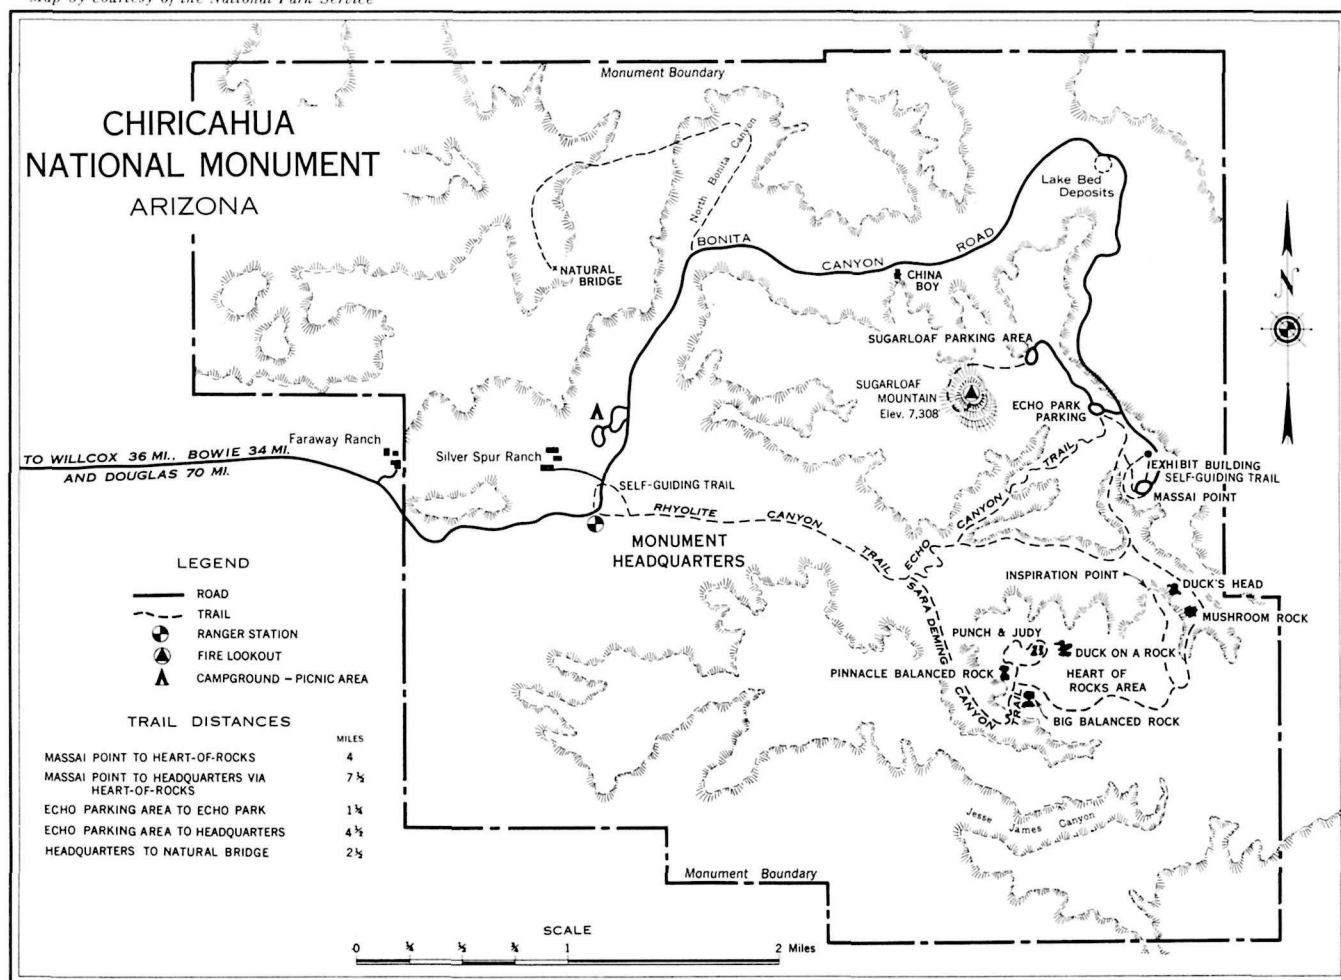 Map by courtesy of the National Park Service
CHIRICAHUA
NATIONAL MONUMENT
ARIZONA
Monument Boundary
North Bonita Canyon
Lake Bed
Deposits
BONITA
CANYON
ROAD
NATURAL
BRIDGE
CHINA
BOY
N
SUGARLOAF PARKING AREA
SUGARLOAF
MOUNTAIN
Elev. 7,308'
ECHO PARK
PARKING
Faraway Ranch
TO WILLCOX 36 MI., BOWIE 34 MI.
AND DOUGLAS 70 MI.
Silver Spur Ranch
SELF-GUIDING TRAIL
EXHIBIT BUILDING
SELF-GUIDING TRAIL
MASSAI POINT
RHYOLITE CANYON TRAIL
ECHO CANYON TRAIL
MONUMENT
HEADQUARTERS
INSPIRATION POINT
DUCK'S HEAD
MUSHROOM ROCK
SARA DEMING CANYON TRAIL
PUNCH & JUDY
DUCK ON A ROCK
PINNACLE BALANCED ROCK
HEART OF
ROCKS AREA
BIG BALANCED ROCK
Jesse James Canyon
LEGEND
ROAD
TRAIL
RANGER STATION
FIRE LOOKOUT
CAMPGROUND – PICNIC AREA
TRAIL DISTANCES
MILES
MASSAI POINT TO HEART-OF-ROCKS 4
MASSAI POINT TO HEADQUARTERS VIA 7 ½
HEART-OF-ROCKS
ECHO PARKING AREA TO ECHO PARK 1 ¼
ECHO PARKING AREA TO HEADQUARTERS 4 ½
HEADQUARTERS TO NATURAL BRIDGE 2 ½
Monument Boundary
SCALE
0 ¼ ½ ¾ 1 2 Miles